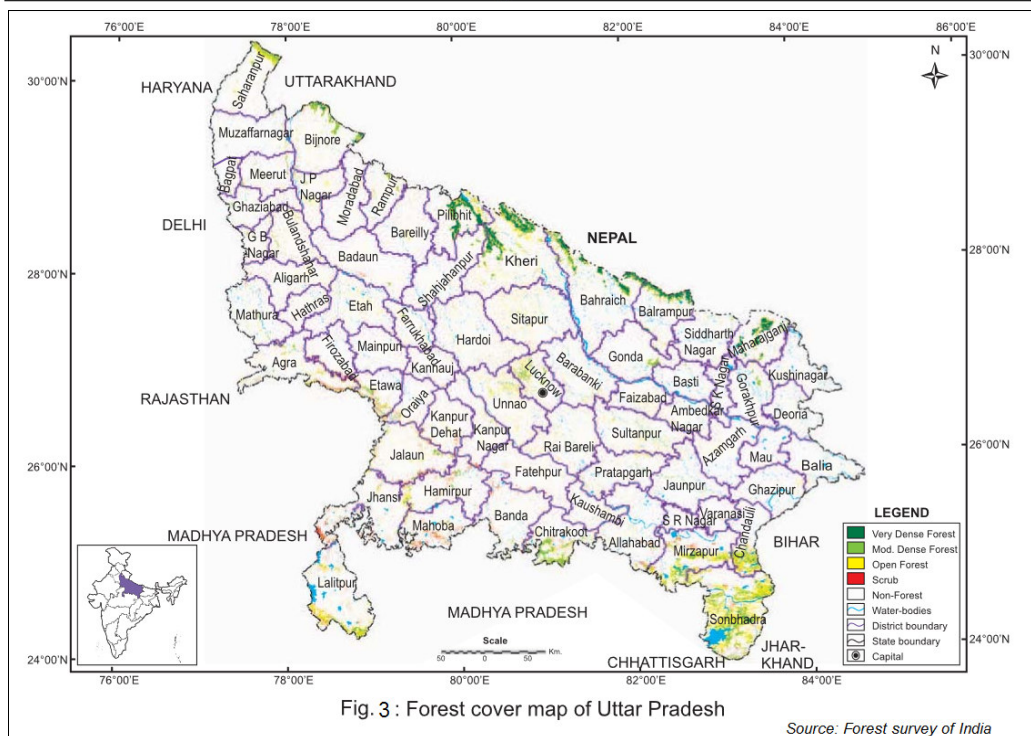 76°00'E 78°00'E 80°00'E 82°00'E 84°00'E 86°00'E
N
30°00'N
30°00'N
HARYANA
UTTARAKHAND
Saharanpur
Muzaffarnagar
Bijnore
Bagpat
Meerut
J P
Nagar
Moradabad
Rampur
Ghaziabad
DELHI
G B
Nagar
Bulandshahar
Bareilly
Pilibhit
NEPAL
28°00'N
28°00'N
Badaun
Shahjahanpur
Kheri
Aligarh
Bahraich
Balrampur
Mathura
Hathras
Etah
Sitapur
Siddharth
Nagar
Maharajganj
Farrukhabad
Hardoi
Agra
Firozabad
Mainpuri
Gonda
Kannauj
Lucknow
Barabanki
Basti
S K Nagar
Gorakhpur
Kushinagar
RAJASTHAN
Etawa
Oraiya
Unnao
Faizabad
Ambedkar
Nagar
Deoria
Kanpur
Dehat
Kanpur
Nagar
Rai Bareli
Sultanpur
Azamgarh
26°00'N
26°00'N
Jalaun
Fatehpur
Pratapgarh
Mau
Balia
Jaunpur
Ghazipur
Jhansi
Hamirpur
Kaushambi
Banda
Mahoba
Chitrakoot
Allahabad
S R Nagar
Varanasi
Chandauli
Mirzapur
MADHYA PRADESH
BIHAR
Lalitpur
MADHYA PRADESH
Sonbhadra
LEGEND
Very Dense Forest
Mod. Dense Forest
Open Forest
Scrub
Non-Forest
Water-bodies
District boundary
State boundary
Capital
Scale
50 0 50 Km.
24°00'N
24°00'N
CHHATTISGARH
JHAR-
KHAND
76°00'E 78°00'E 80°00'E 82°00'E 84°00'E
Fig. 3 : Forest cover map of Uttar Pradesh
Source: Forest survey of India